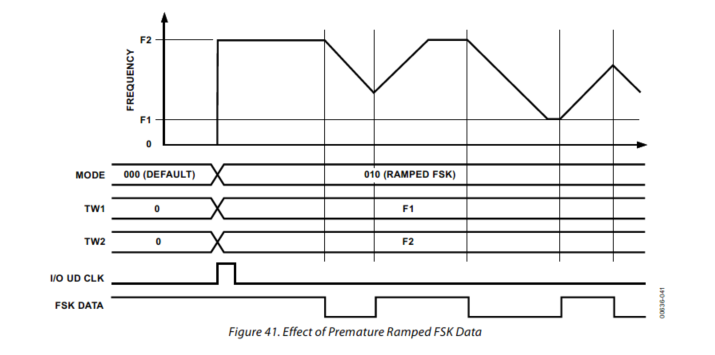 F2
FREQUENCY
F1
0
MODE 000 (DEFAULT) 010 (RAMPED FSK)
TW1 0 F1
TW2 0 F2
I/O UD CLK
FSK DATA
00636-041
Figure 41. Effect of Premature Ramped FSK Data